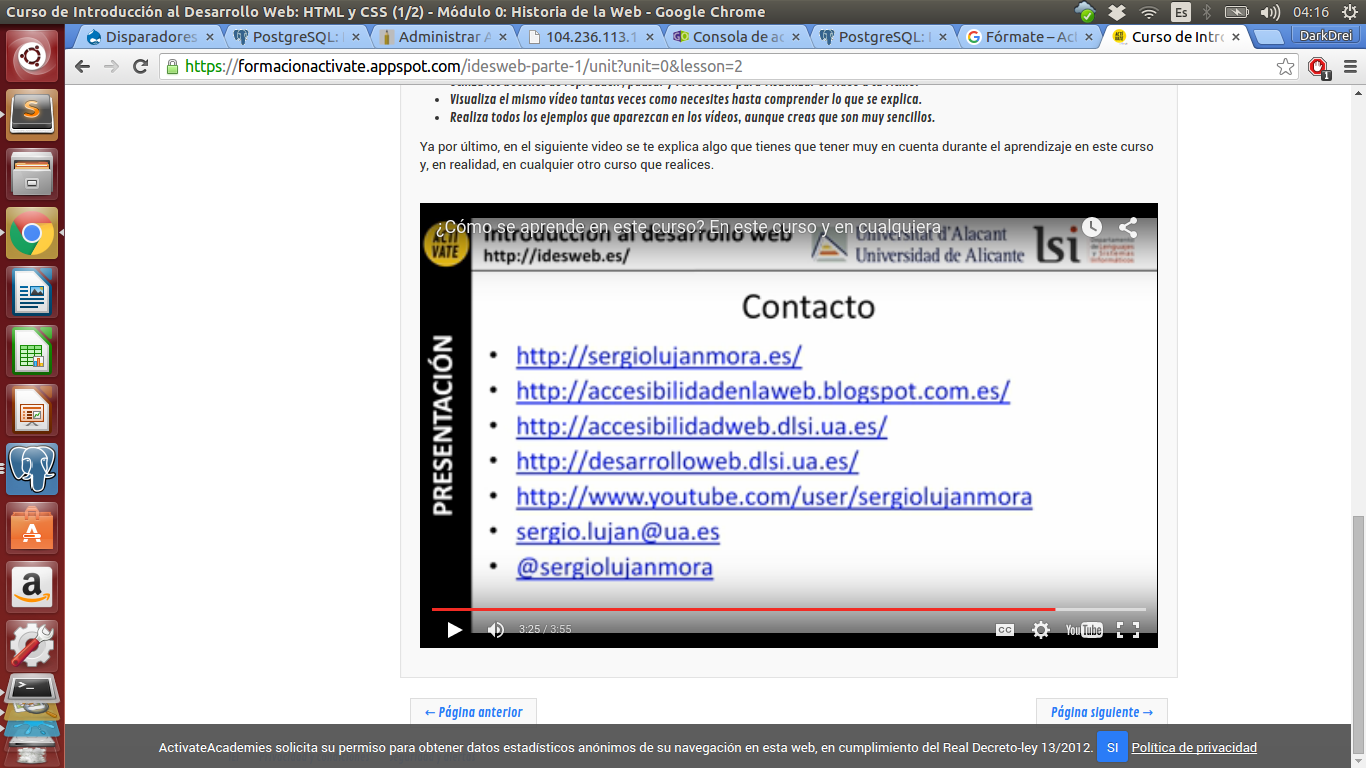 Curso de Introducción al Desarrollo Web: HTML y CSS (1/2) - Módulo 0: Historia de la Web - Google Chrome
Es
04:16
Disparadores
PostgreSQL:
Administrar A
104.236.113.1
Consola de ac
PostgreSQL:
Fórmate – Act
Curso de Intro
DarkDrei
https://formacionactivate.appspot.com/idesweb-parte-1/unit?unit=0&lesson=2
1
• Visualiza el mismo vídeo tantas veces como necesites hasta comprender lo que se explica.
• Realiza todos los ejemplos que aparezcan en los vídeos, aunque creas que son muy sencillos.
Ya por último, en el siguiente video se te explica algo que tienes que tener muy en cuenta durante el aprendizaje en este curso
y, en realidad, en cualquier otro curso que realices.
¿Cómo se aprende en este curso? En este curso y en cualquiera
ACTI
VATE
Introducción al desarrollo web
http://idesweb.es/
Universitat d'Alacant
Universidad de Alicante
lsi
Departamento
de Lenguajes
y Sistemas
Informáticos
PRESENTACIÓN
Contacto
• http://sergiolujanmora.es/
• http://accesibilidadenlaweb.blogspot.com.es/
• http://accesibilidadweb.dlsi.ua.es/
• http://desarrolloweb.dlsi.ua.es/
• http://www.youtube.com/user/sergiolujanmora
• sergio.lujan@ua.es
• @sergiolujanmora
3:25 / 3:55
CC
YouTube
← Página anterior
Página siguiente →
ActivateAcademies solicita su permiso para obtener datos estadísticos anónimos de su navegación en esta web, en cumplimiento del Real Decreto-ley 13/2012. SI Política de privacidad